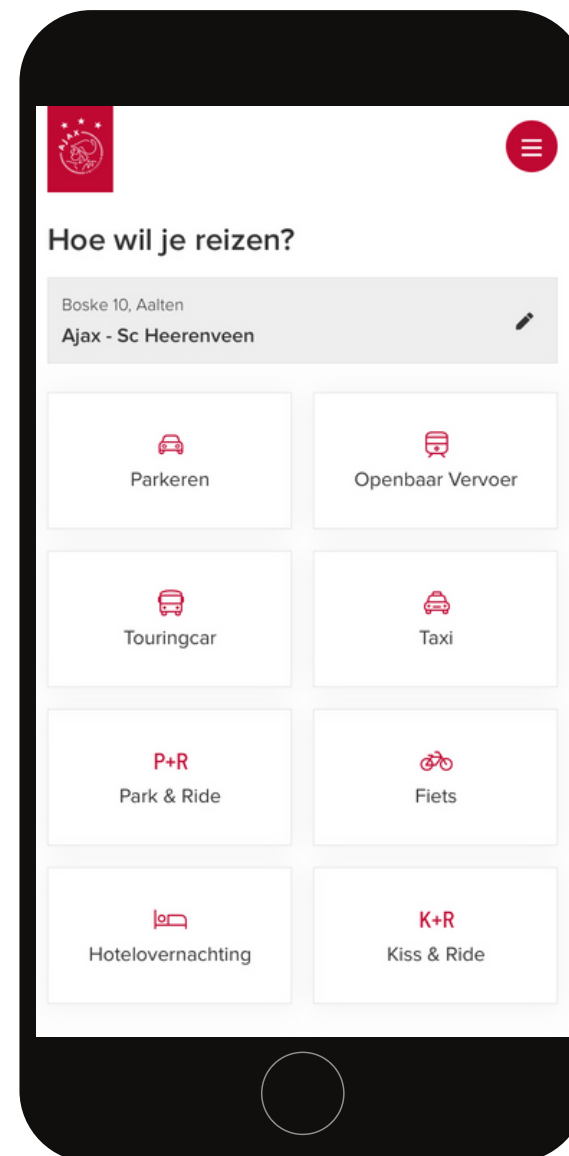 AJAX
Hoe wil je reizen?
Boske 10, Aalten
Ajax - Sc Heerenveen
Parkeren
Openbaar Vervoer
Touringcar
Taxi
P+R
Park & Ride
Fiets
Hotelovernachting
K+R
Kiss & Ride